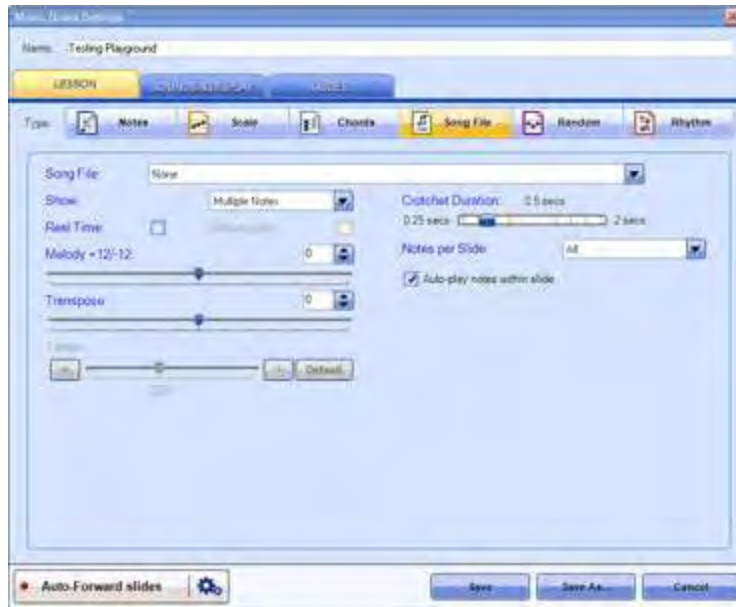 Music Notes Settings
Name: Testing Playground
LESSON
Type: Notes Scale Chords Song File Random Rhythm
Song File: None
Show: Multiple Notes
Crotchet Duration: 0.5 secs
0.25 secs 2 secs
Real Time:
Melody +12/-12: 0
Notes per Slide: All
Auto-play notes within slide
Transpose: 0
Default
Auto-Forward slides
Save Save As... Cancel